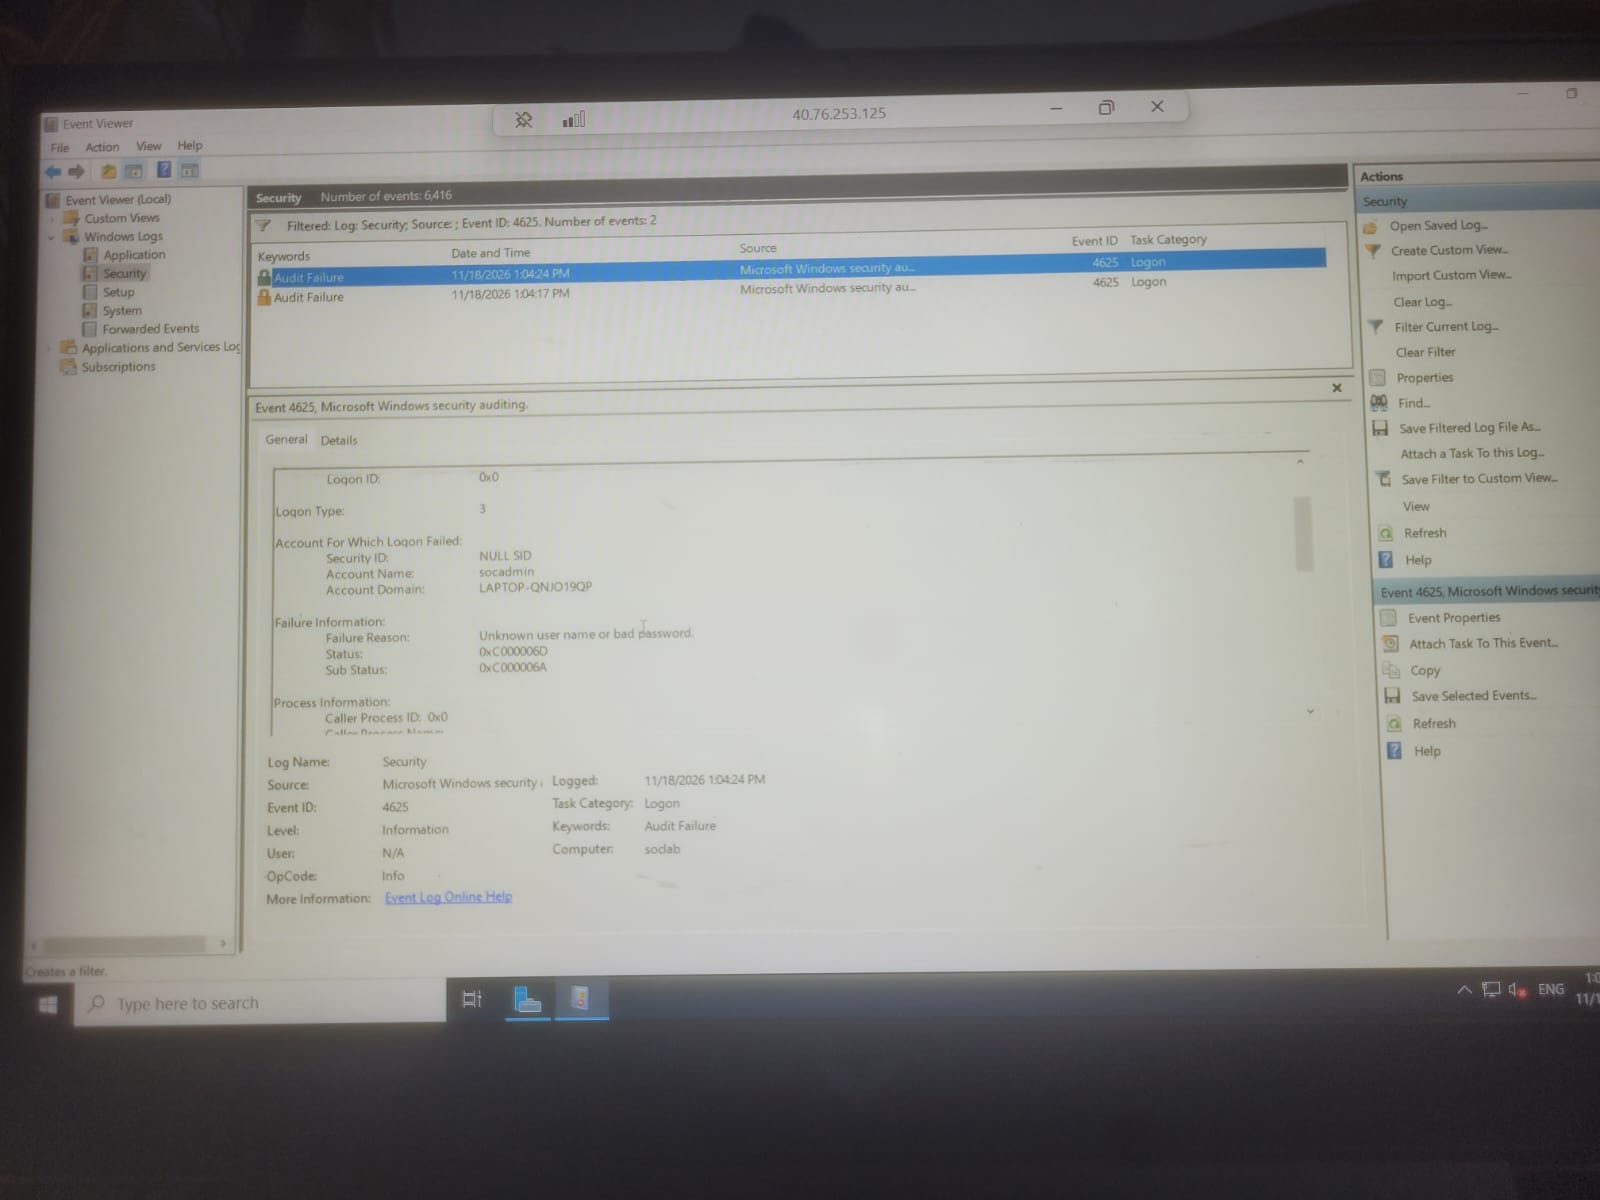 Event Viewer
40.76.253.125
File Action View Help
Event Viewer (Local)
Custom Views
Windows Logs
Application
Security
Setup
System
Forwarded Events
Applications and Services Log
Subscriptions
Security Number of events: 6,416
Filtered: Log: Security; Source: ; Event ID: 4625. Number of events: 2
Keywords Date and Time Source Event ID Task Category
Audit Failure 11/18/2026 1:04:24 PM Microsoft Windows security au... 4625 Logon
Audit Failure 11/18/2026 1:04:17 PM Microsoft Windows security au... 4625 Logon
Event 4625, Microsoft Windows security auditing.
General Details
Logon ID: 0x0
Logon Type: 3
Account For Which Logon Failed:
Security ID: NULL SID
Account Name: socadmin
Account Domain: LAPTOP-QNJO19QP
Failure Information:
Failure Reason: Unknown user name or bad password.
Status: 0xC000006D
Sub Status: 0xC000006A
Process Information:
Caller Process ID: 0x0
Caller Process Name:
Log Name: Security
Source: Microsoft Windows security Logged: 11/18/2026 1:04:24 PM
Event ID: 4625 Task Category: Logon
Level: Information Keywords: Audit Failure
User: N/A Computer: soclab
OpCode: Info
More Information: Event Log Online Help
Actions
Security
Open Saved Log...
Create Custom View...
Import Custom View...
Clear Log...
Filter Current Log...
Clear Filter
Properties
Find...
Save Filtered Log File As...
Attach a Task To this Log...
Save Filter to Custom View...
View
Refresh
Help
Event 4625, Microsoft Windows securit
Event Properties
Attach Task To This Event...
Copy
Save Selected Events...
Refresh
Help
Creates a filter.
Type here to search
ENG
1:0
11/1